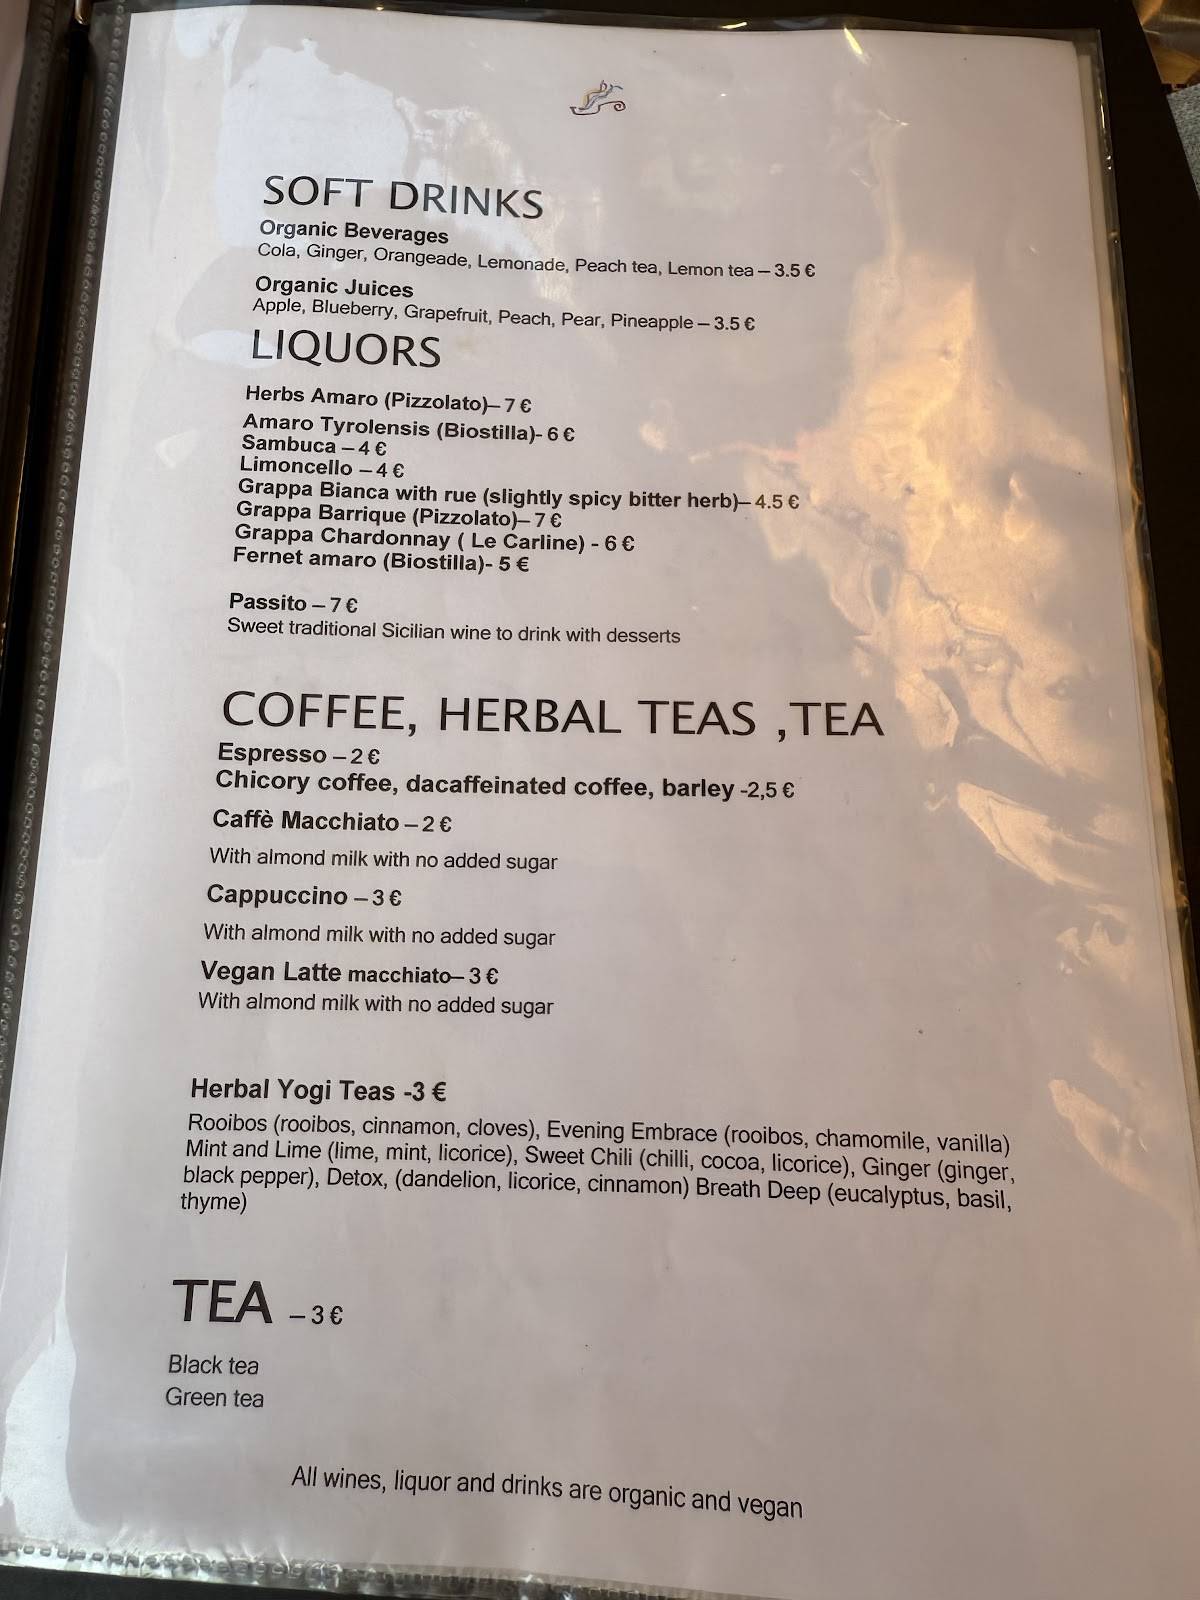 SOFT DRINKS
Organic Beverages
Cola, Ginger, Orangeade, Lemonade, Peach tea, Lemon tea – 3.5 €
Organic Juices
Apple, Blueberry, Grapefruit, Peach, Pear, Pineapple – 3.5 €
LIQUORS
Herbs Amaro (Pizzolato)– 7 €
Amaro Tyrolensis (Biostilla)- 6 €
Sambuca – 4 €
Limoncello – 4 €
Grappa Bianca with rue (slightly spicy bitter herb)– 4.5 €
Grappa Barrique (Pizzolato)– 7 €
Grappa Chardonnay ( Le Carline) - 6 €
Fernet amaro (Biostilla)- 5 €
Passito – 7 €
Sweet traditional Sicilian wine to drink with desserts
COFFEE, HERBAL TEAS ,TEA
Espresso – 2 €
Chicory coffee, dacaffeinated coffee, barley -2,5 €
Caffè Macchiato – 2 €
With almond milk with no added sugar
Cappuccino – 3 €
With almond milk with no added sugar
Vegan Latte macchiato– 3 €
With almond milk with no added sugar
Herbal Yogi Teas -3 €
Rooibos (rooibos, cinnamon, cloves), Evening Embrace (rooibos, chamomile, vanilla)
Mint and Lime (lime, mint, licorice), Sweet Chili (chilli, cocoa, licorice), Ginger (ginger,
black pepper), Detox, (dandelion, licorice, cinnamon) Breath Deep (eucalyptus, basil,
thyme)
TEA – 3 €
Black tea
Green tea
All wines, liquor and drinks are organic and vegan